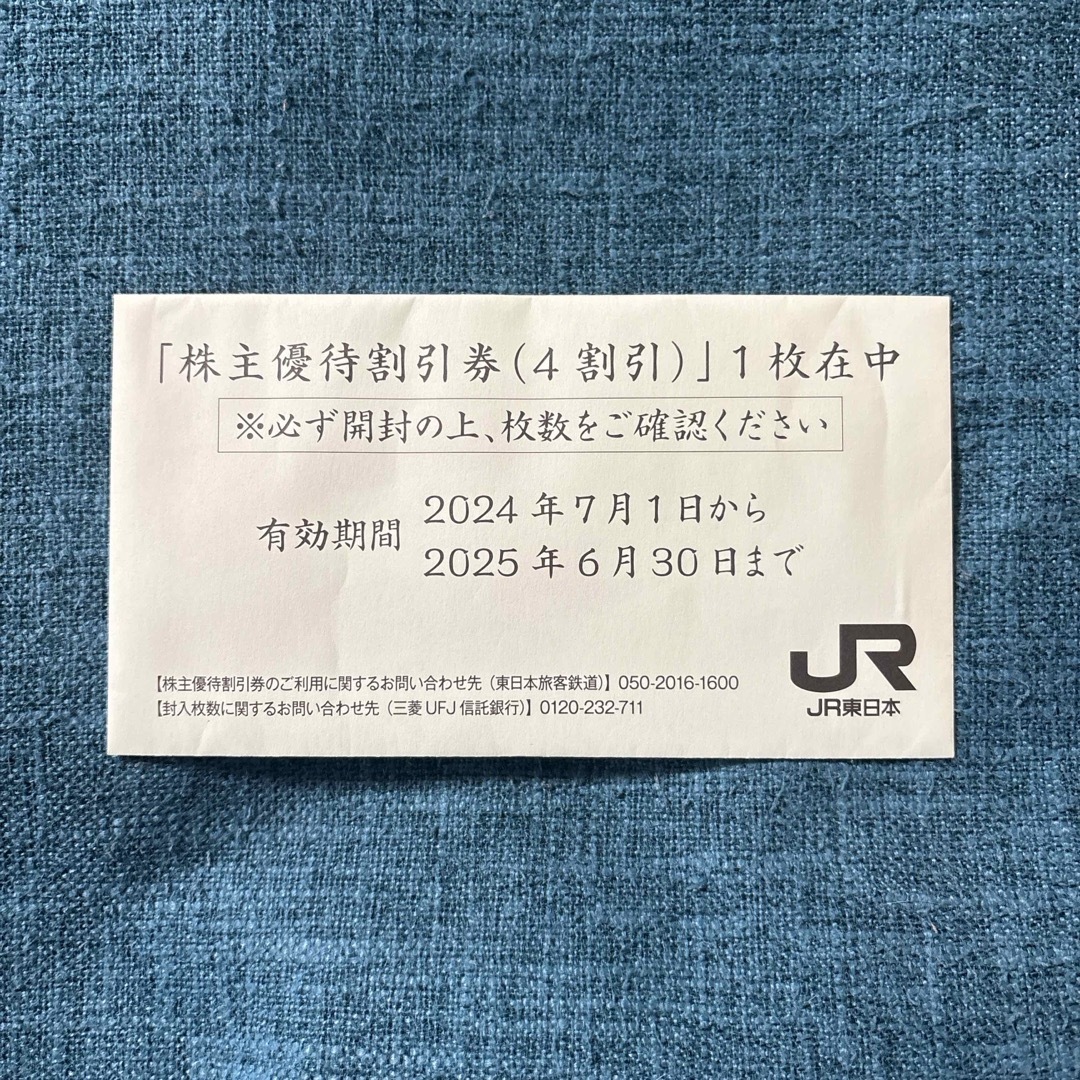 「株主優待割引券（４割引）」１枚在中
※必ず開封の上、枚数をご確認ください
有効期間
2024年7月1日から
2025年6月30日まで
【株主優待割引券のご利用に関するお問い合わせ先（東日本旅客鉄道）】050-2016-1600
【封入枚数に関するお問い合わせ先（三菱UFJ信託銀行）】0120-232-711
JR
JR東日本